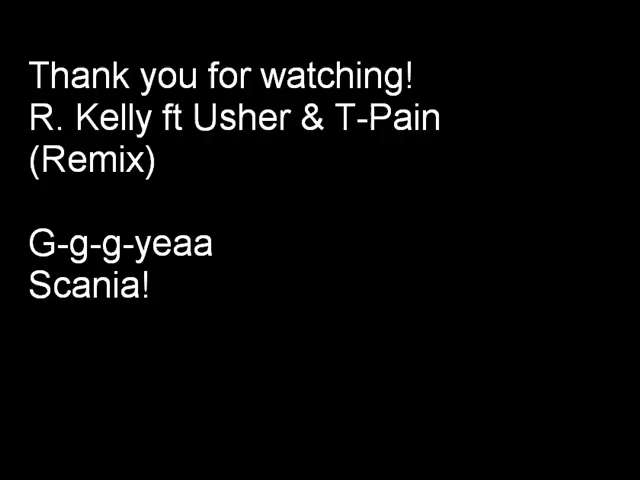 Thank you for watching!
R. Kelly ft Usher & T-Pain
(Remix)
G-g-g-yeaa
Scania!